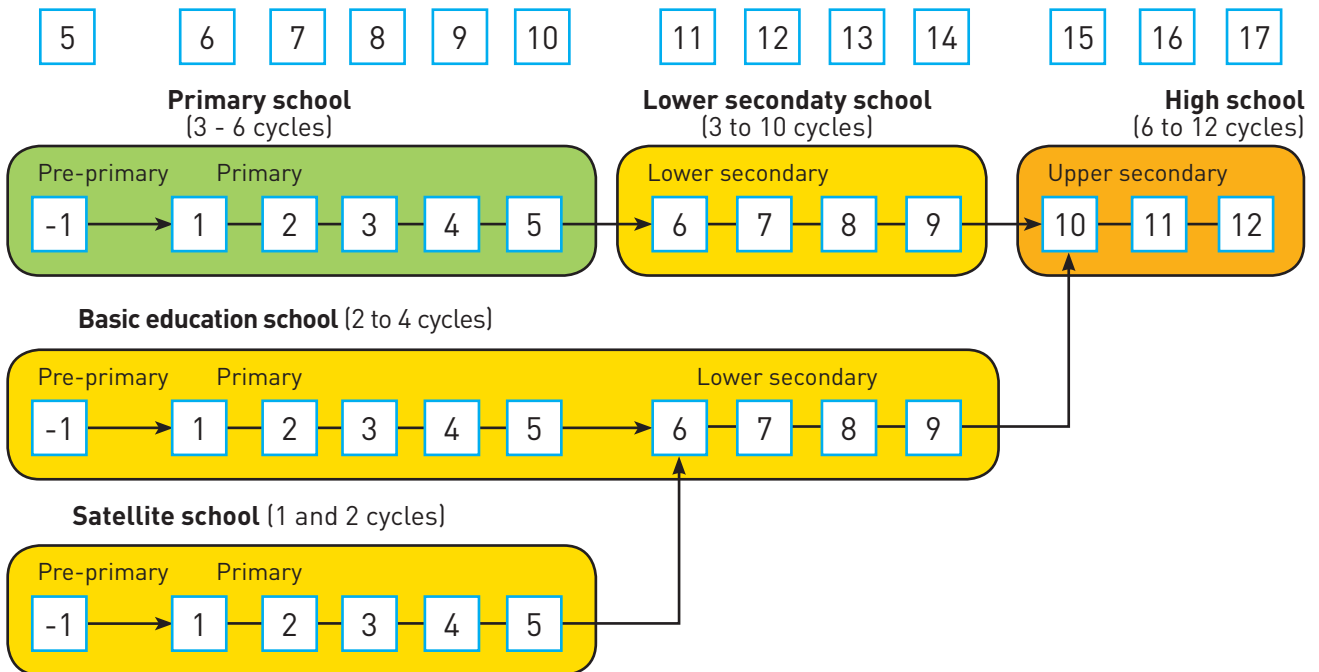 5 6 7 8 9 10 11 12 13 14 15 16 17
Primary school Lower secondaty school High school
(3 - 6 cycles) (3 to 10 cycles) (6 to 12 cycles)
Pre-primary Primary Lower secondary Upper secondary
-1 1 2 3 4 5 6 7 8 9 10 11 12
Basic education school (2 to 4 cycles)
Pre-primary Primary Lower secondary
-1 1 2 3 4 5 6 7 8 9
Satellite school (1 and 2 cycles)
Pre-primary Primary
-1 1 2 3 4 5